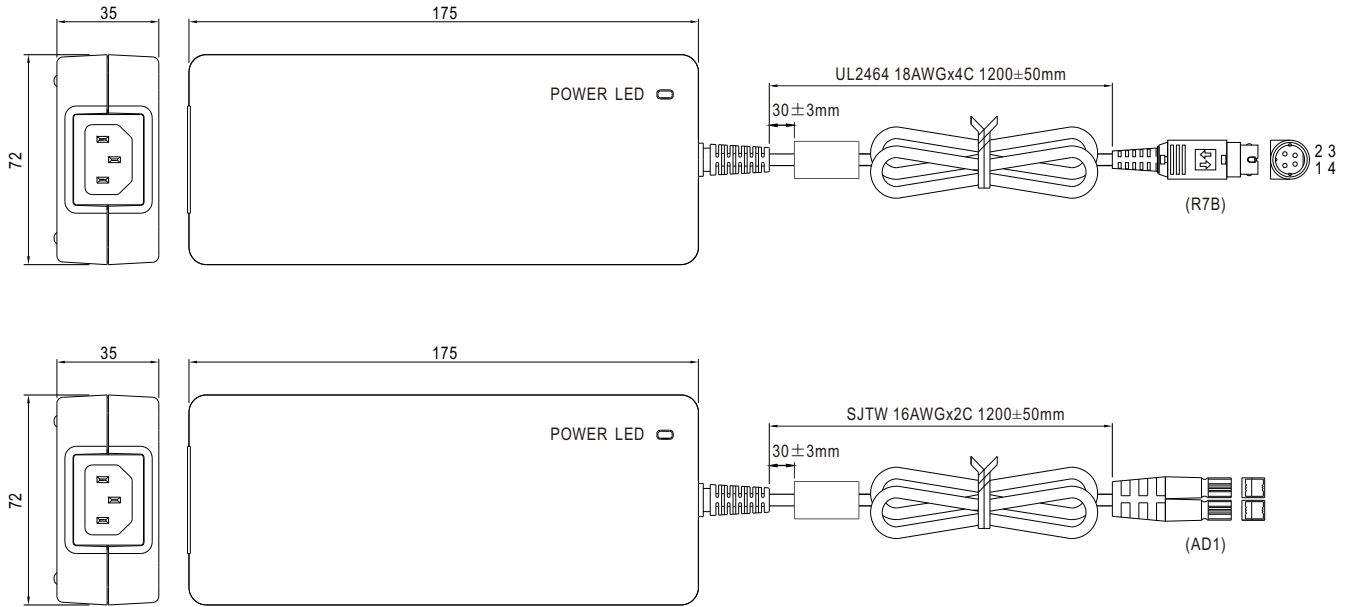 35
175
UL2464 18AWGx4C 1200±50mm
POWER LED
30±3mm
72
2 3
1 4
(R7B)
35
175
SJTW 16AWGx2C 1200±50mm
POWER LED
30±3mm
72
(AD1)